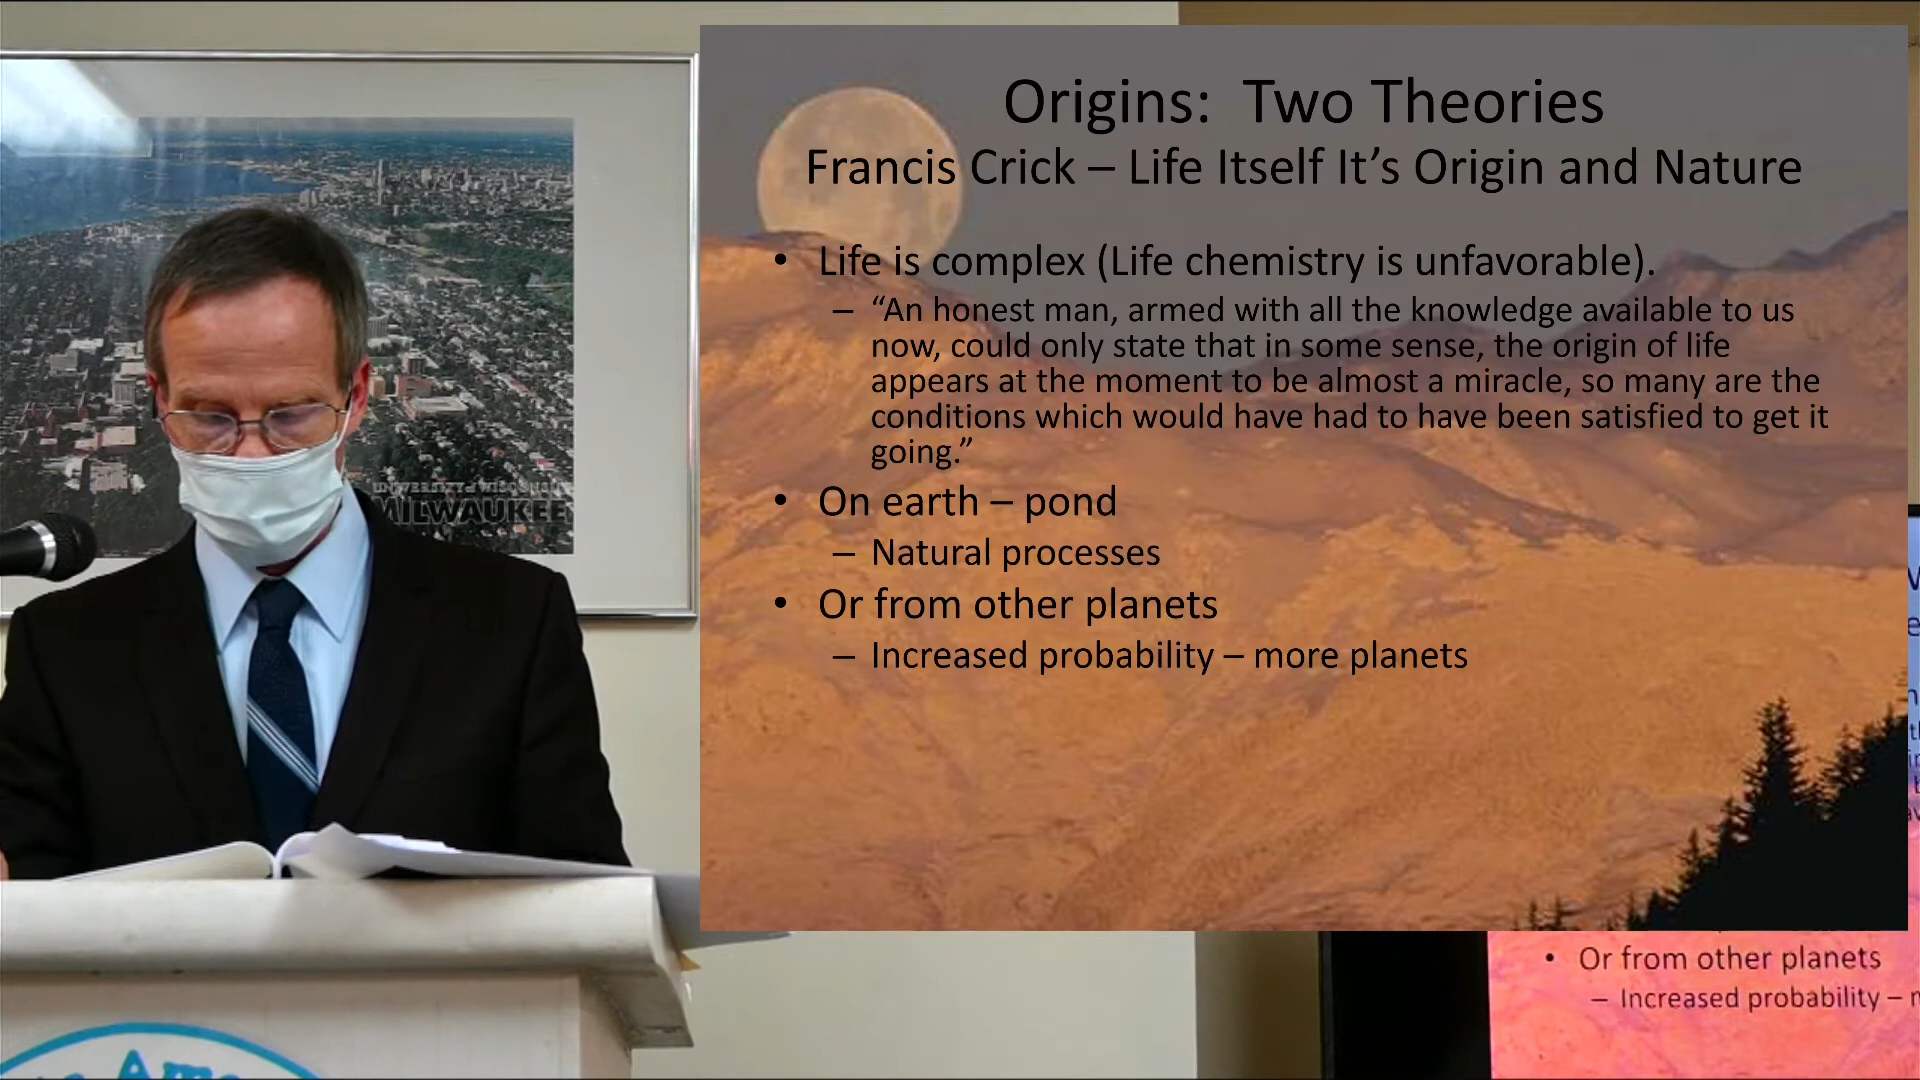 Origins: Two Theories
Francis Crick – Life Itself It’s Origin and Nature
• Life is complex (Life chemistry is unfavorable).
– “An honest man, armed with all the knowledge available to us
now, could only state that in some sense, the origin of life
appears at the moment to be almost a miracle, so many are the
conditions which would have had to have been satisfied to get it
going.”
• On earth – pond
– Natural processes
• Or from other planets
– Increased probability – more planets
UNIVERSITY of WISCONSIN
MILWAUKEE
• Or from other planets
– Increased probability –